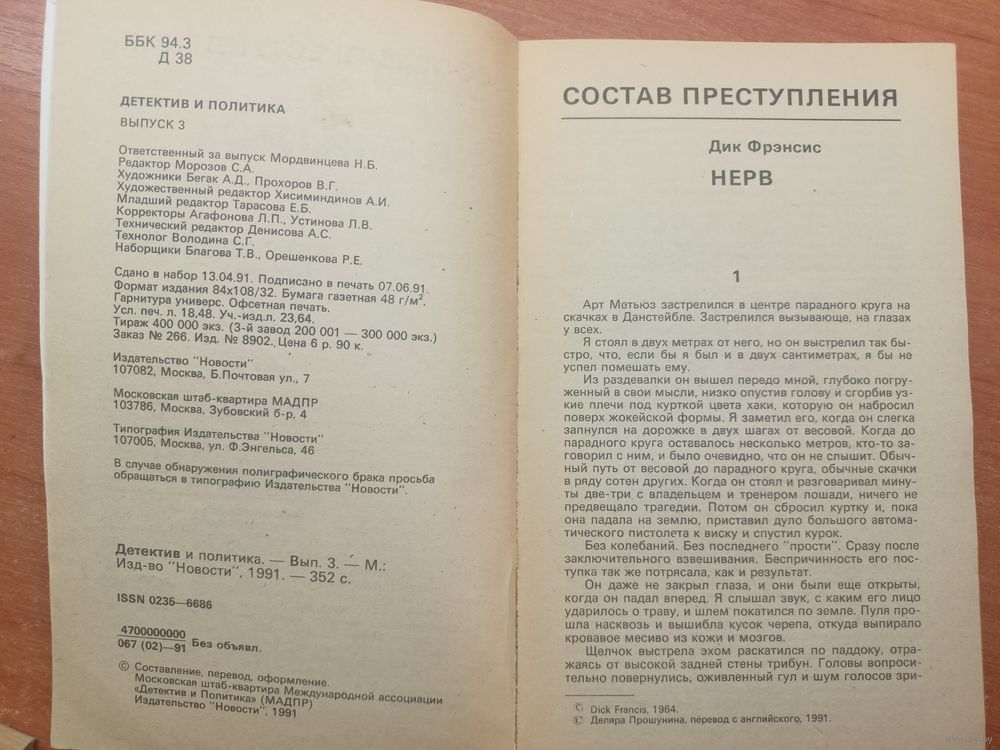 ББК 94.3
Д 38
ДЕТЕКТИВ И ПОЛИТИКА
ВЫПУСК 3
Ответственный за выпуск Мордвинцева Н.Б.
Редактор Морозов С.А.
Художники Бегак А.Д., Прохоров В.Г.
Художественный редактор Хисиминдинов А.И.
Младший редактор Тарасова Е.Б.
Корректоры Агафонова Л.П., Устинова Л.В.
Технический редактор Денисова А.С.
Технолог Володина С.Г.
Наборщики Благова Т.В., Орешенкова Р.Е.
Сдано в набор 13.04.91. Подписано в печать 07.06.91.
Формат издания 84x108/32. Бумага газетная 48 г/м².
Гарнитура универс. Офсетная печать.
Усл. печ. л. 18,48. Уч.-изд.л. 23,64.
Тираж 400 000 экз. (3-й завод 200 001 — 300 000 экз.)
Заказ № 266. Изд. № 8902. Цена 6 р. 90 к.
Издательство "Новости"
107082, Москва, Б.Почтовая ул., 7
Московская штаб-квартира МАДПР
103786, Москва, Зубовский б-р, 4
Типография Издательства "Новости"
107005, Москва, ул. Ф.Энгельса, 46
В случае обнаружения полиграфического брака просьба
обращаться в типографию Издательства "Новости".
Детектив и политика. — Вып. 3. — М.:
Изд-во "Новости", 1991. — 352 с.
ISSN 0235—6686
4700000000
067 (02)—91 Без объявл.
© Составление, перевод, оформление.
Московская штаб-квартира Международной ассоциации
«Детектив и Политика» (МАДПР)
Издательство "Новости", 1991
СОСТАВ ПРЕСТУПЛЕНИЯ
Дик Фрэнсис
НЕРВ
1
Арт Метьюз застрелился в центре парадного круга на
скачках в Данстейбле. Застрелился вызывающе, на глазах
у всех.
Я стоял в двух метрах от него, но он выстрелил так бы-
стро, что, если бы я был и в двух сантиметрах, я бы не
успел помешать ему.
Из раздевалки он вышел передо мной, глубоко погру-
женный в свои мысли, низко опустив голову и сгорбив уз-
кие плечи под курткой цвета хаки, которую он набросил
поверх жокейской формы. Я заметил его, когда он слегка
запнулся на дорожке в двух шагах от весовой. Когда до
парадного круга оставалось несколько метров, кто-то за-
говорил с ним, и было очевидно, что он не слышит. Обыч-
ный путь от весовой до парадного круга, обычные скачки
в ряду сотен других. Когда он стоял и разговаривал мину-
ты две-три с владельцем и тренером лошади, ничего не
предвещало трагедии. Потом он сбросил куртку и, пока
она падала на землю, приставил дуло большого автома-
тического пистолета к виску и спустил курок.
Без колебаний. Без последнего "прости". Сразу после
заключительного взвешивания. Беспричинность его пос-
тупка так же потрясала, как и результат.
Он даже не закрыл глаза, и они были еще открыты,
когда он падал вперед. Я слышал звук, с каким его лицо
ударилось о траву, и шлем покатился по земле. Пуля про-
шла насквозь и вышибла кусок черепа, откуда выпирало
кровавое месиво из кожи и мозгов.
Щелчок выстрела эхом раскатился по паддоку, отра-
жаясь от высокой задней стены трибун. Головы вопроси-
тельно повернулись, оживленный гул и шум голосов зри-
© Dick Francis, 1964.
© Деляра Прошунина, перевод с английского, 1991.